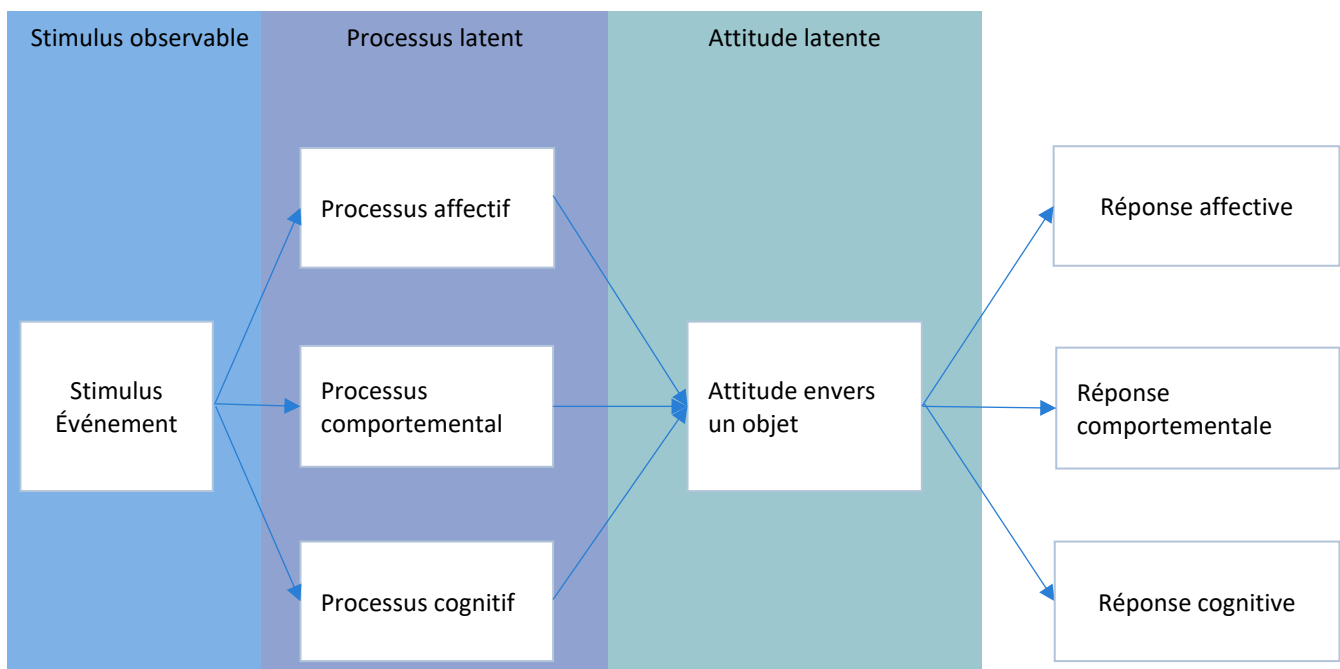 Stimulus observable
Processus latent
Attitude latente
Processus affectif
Réponse affective
Stimulus
Événement
Processus
comportemental
Attitude envers
un objet
Réponse
comportementale
Processus cognitif
Réponse cognitive